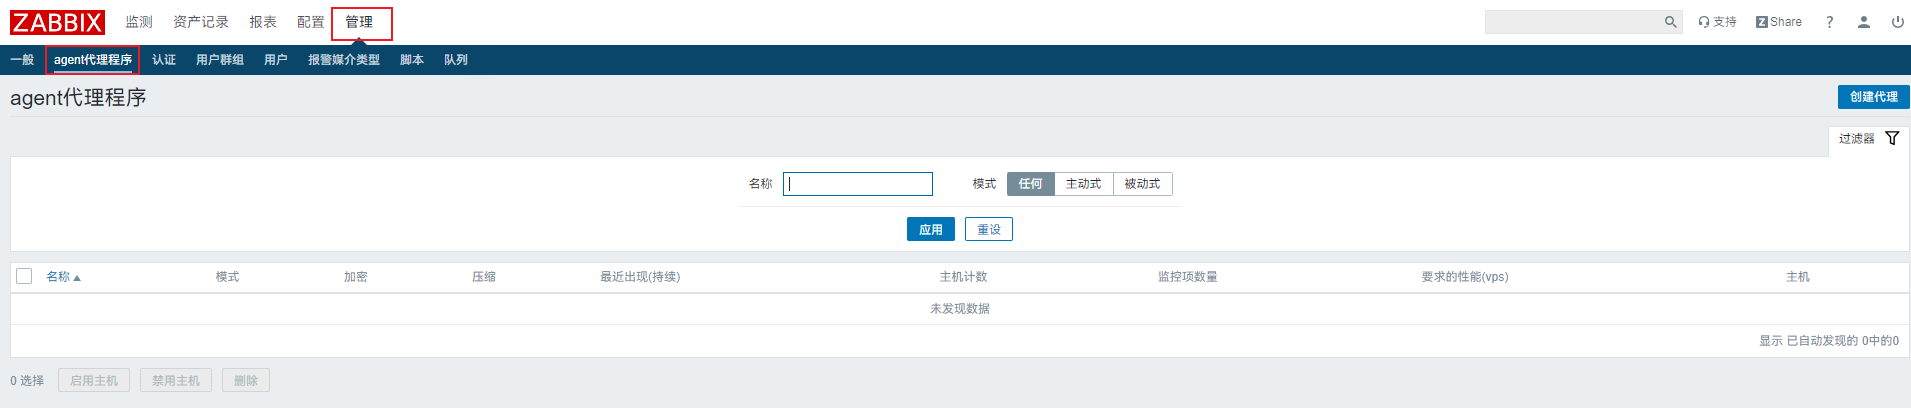 ZABBIX 监测 资产记录 报表 配置 管理 支持 Z Share ?
一般 agent代理程序 认证 用户群组 用户 报警媒介类型 脚本 队列
agent代理程序 创建代理
过滤器
名称 模式 任何 主动式 被动式
应用 重设
名称 模式 加密 压缩 最近出现(持续) 主机计数 监控项数量 要求的性能(vps) 主机
未发现数据
显示 已自动发现的 0中的0
0 选择 启用主机 禁用主机 删除